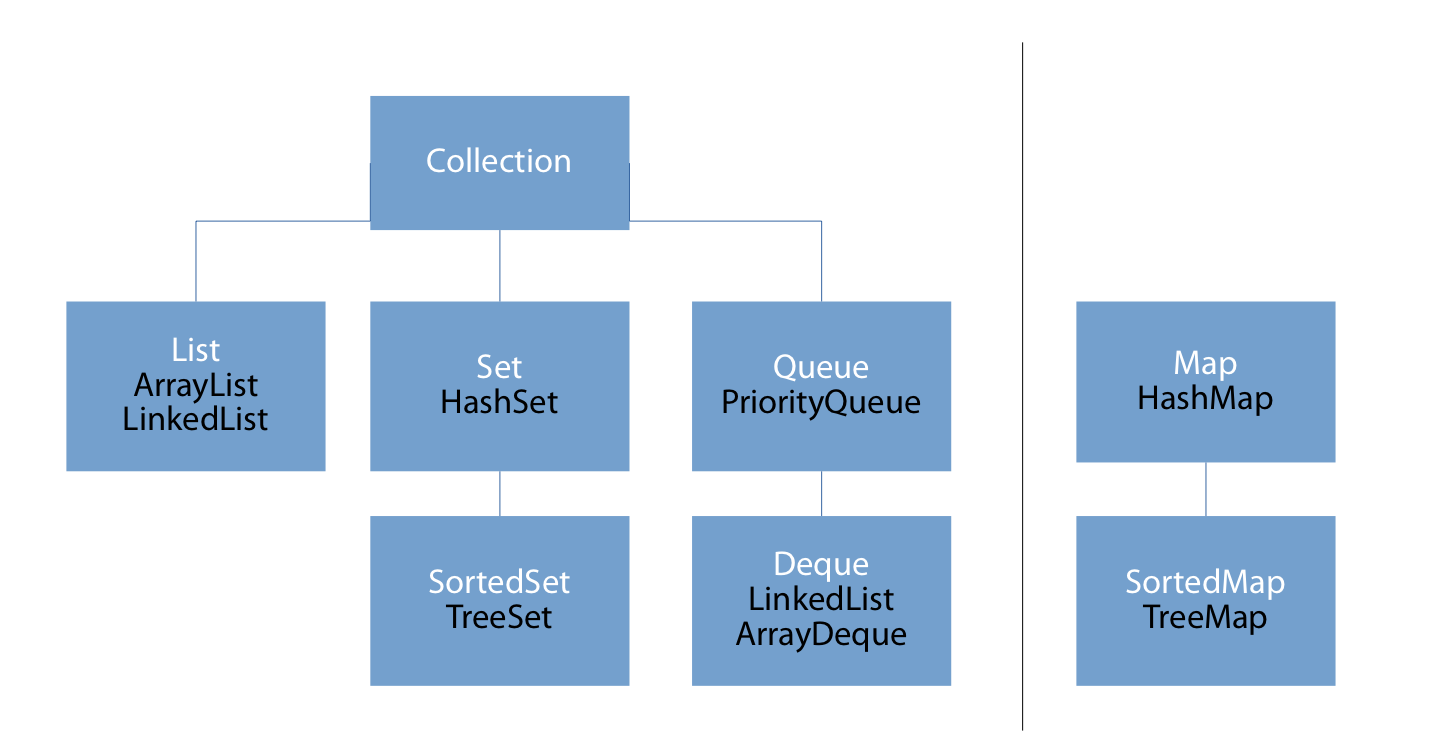 Collection
List
ArrayList
LinkedList
Set
HashSet
Queue
PriorityQueue
Map
HashMap
SortedSet
TreeSet
Deque
LinkedList
ArrayDeque
SortedMap
TreeMap